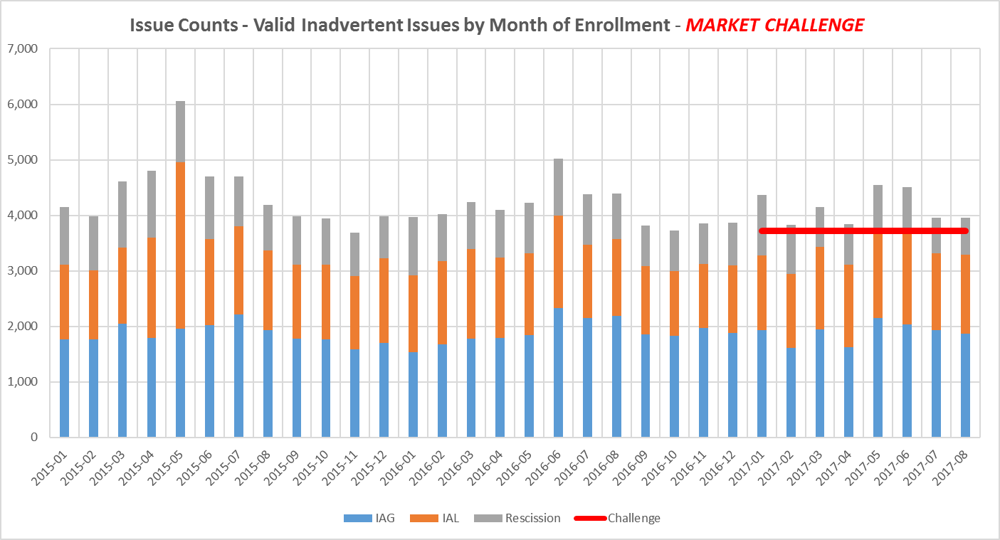 Issue Counts - Valid Inadvertent Issues by Month of Enrollment - MARKET CHALLENGE
7,000
6,000
5,000
4,000
3,000
2,000
1,000
0
2015-01 2015-02 2015-03 2015-04 2015-05 2015-06 2015-07 2015-08 2015-09 2015-10 2015-11 2015-12 2016-01 2016-02 2016-03 2016-04 2016-05 2016-06 2016-07 2016-08 2016-09 2016-10 2016-11 2016-12 2017-01 2017-02 2017-03 2017-04 2017-05 2017-06 2017-07 2017-08
IAG IAL Rescission Challenge